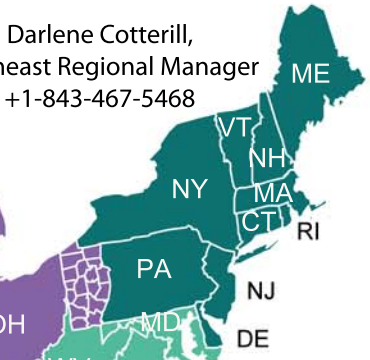 Darlene Cotterill,
heast Regional Manager
+1-843-467-5468
ME
VT
NH
NY
MA
CT
RI
PA
NJ
MD
DE
OH